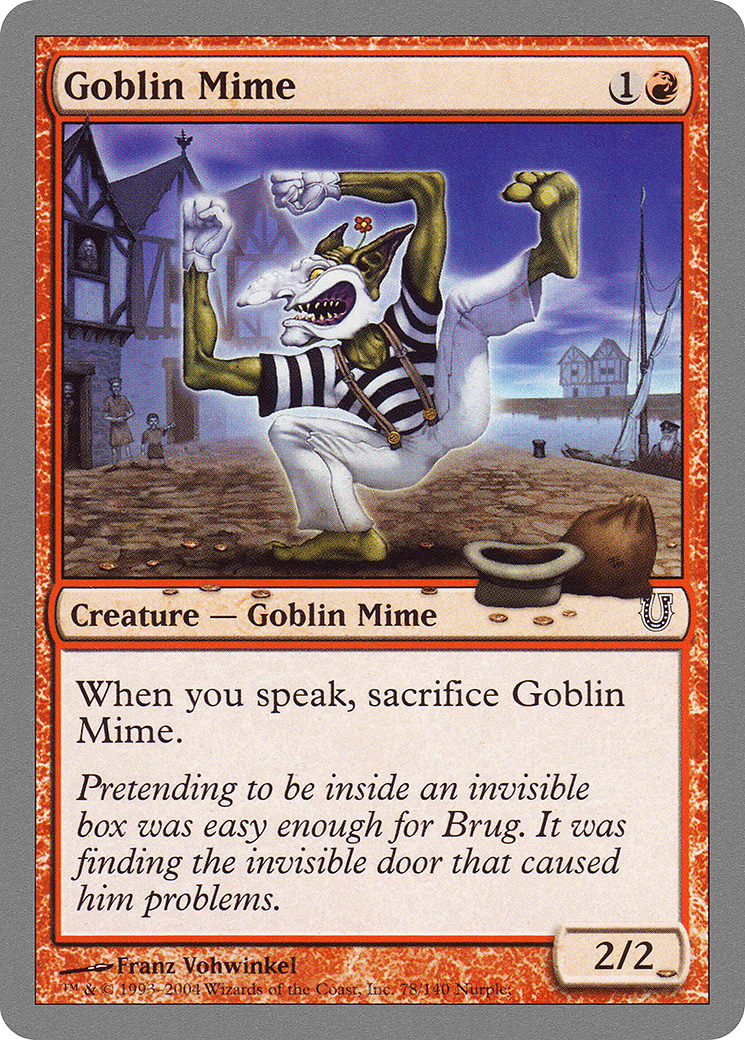 Goblin Mime 1
Creature — Goblin Mime
When you speak, sacrifice Goblin
Mime.
Pretending to be inside an invisible
box was easy enough for Brug. It was
finding the invisible door that caused
him problems.
2/2
Franz Vohwinkel
™ & © 1993–2004 Wizards of the Coast, Inc. 78/140 Nurple;